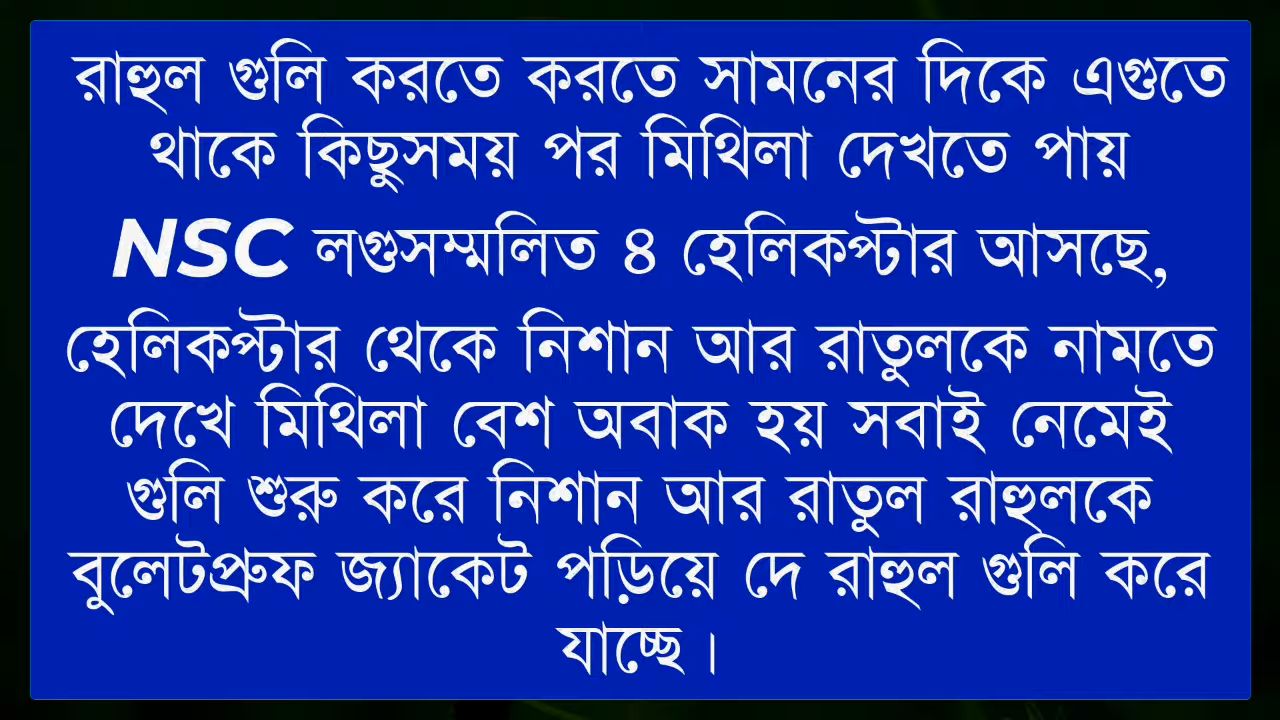 রাহুল গুলি করতে করতে সামনের দিকে এগুতে
থাকে কিছুসময় পর মিথিলা দেখতে পায়
NSC লগুসম্মলিত ৪ হেলিকপ্টার আসছে,
হেলিকপ্টার থেকে নিশান আর রাতুলকে নামতে
দেখে মিথিলা বেশ অবাক হয় সবাই নেমেই
গুলি শুরু করে নিশান আর রাতুল রাহুলকে
বুলেটপ্রুফ জ্যাকেট পড়িয়ে দে রাহুল গুলি করে
যাচ্ছে।